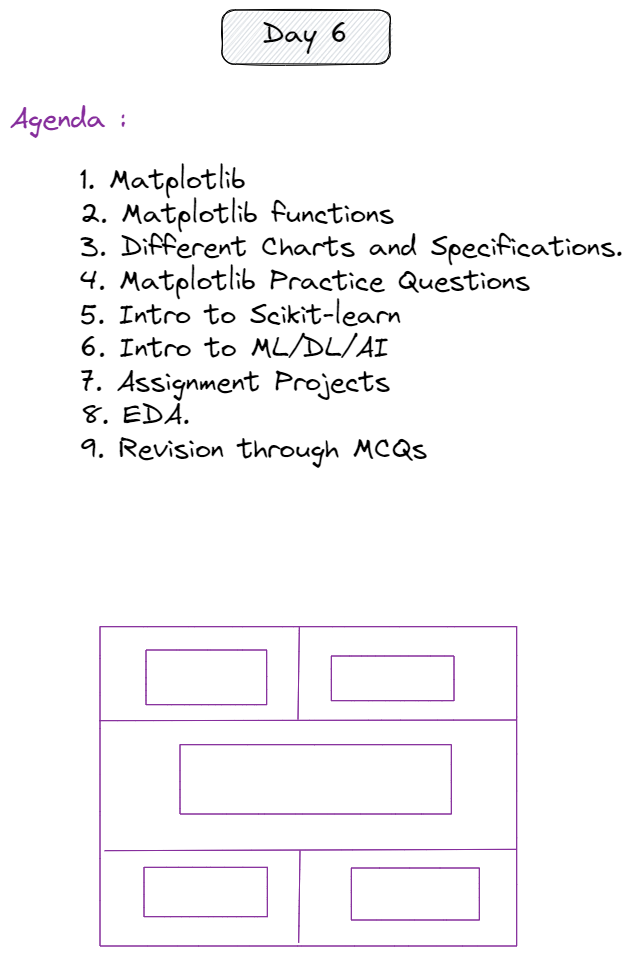 Day 6
Agenda :
1. Matplotlib
2. Matplotlib functions
3. Different Charts and Specifications.
4. Matplotlib Practice Questions
5. Intro to Scikit-learn
6. Intro to ML/DL/AI
7. Assignment Projects
8. EDA.
9. Revision through MCQs